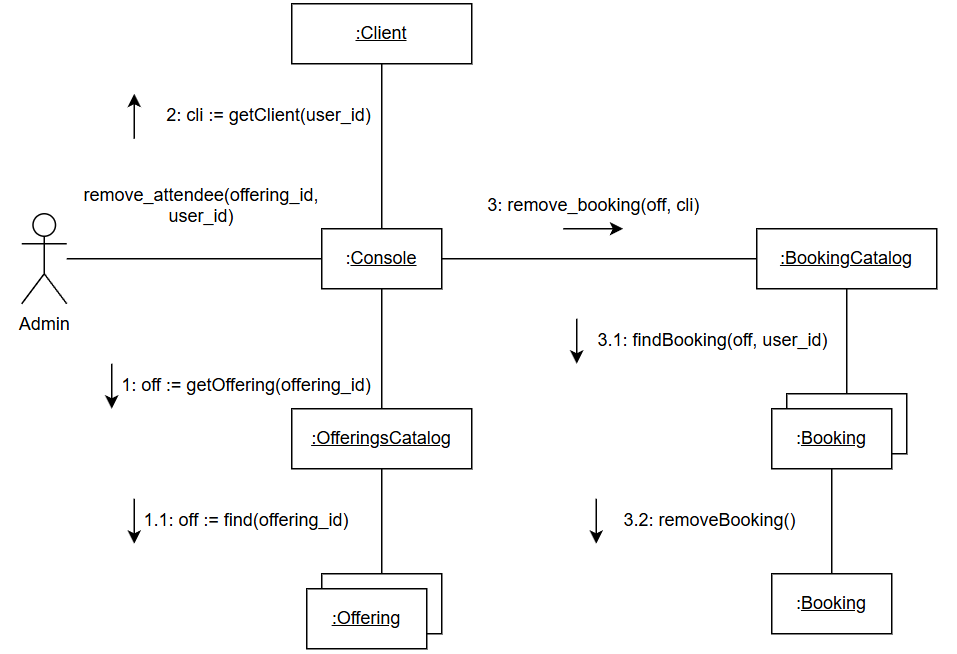 :Client
2: cli := getClient(user_id)
remove_attendee(offering_id,
user_id)
3: remove_booking(off, cli)
:Console
:BookingCatalog
Admin
3.1: findBooking(off, user_id)
1: off := getOffering(offering_id)
:OfferingsCatalog
:Booking
1.1: off := find(offering_id)
3.2: removeBooking()
:Offering
:Booking